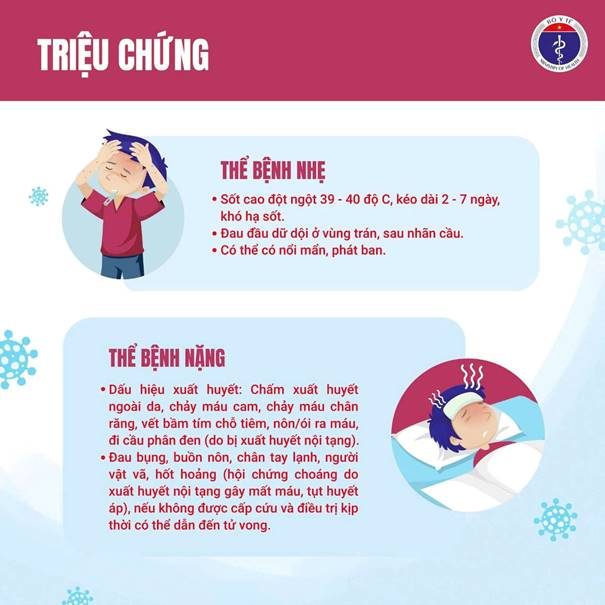 TRIỆU CHỨNG
BỘ Y TẾ
MINISTRY OF HEALTH
THỂ BỆNH NHẸ
• Sốt cao đột ngột 39 - 40 độ C, kéo dài 2 - 7 ngày,
khó hạ sốt.
• Đau đầu dữ dội ở vùng trán, sau nhãn cầu.
• Có thể có nổi mẩn, phát ban.
THỂ BỆNH NẶNG
• Dấu hiệu xuất huyết: Chấm xuất huyết
ngoài da, chảy máu cam, chảy máu chân
răng, vết bầm tím chỗ tiêm, nôn/ói ra máu,
đi cầu phân đen (do bị xuất huyết nội tạng).
• Đau bụng, buồn nôn, chân tay lạnh, người
vật vã, hốt hoảng (hội chứng choáng do
xuất huyết nội tạng gây mất máu, tụt huyết
áp), nếu không được cấp cứu và điều trị kịp
thời có thể dẫn đến tử vong.